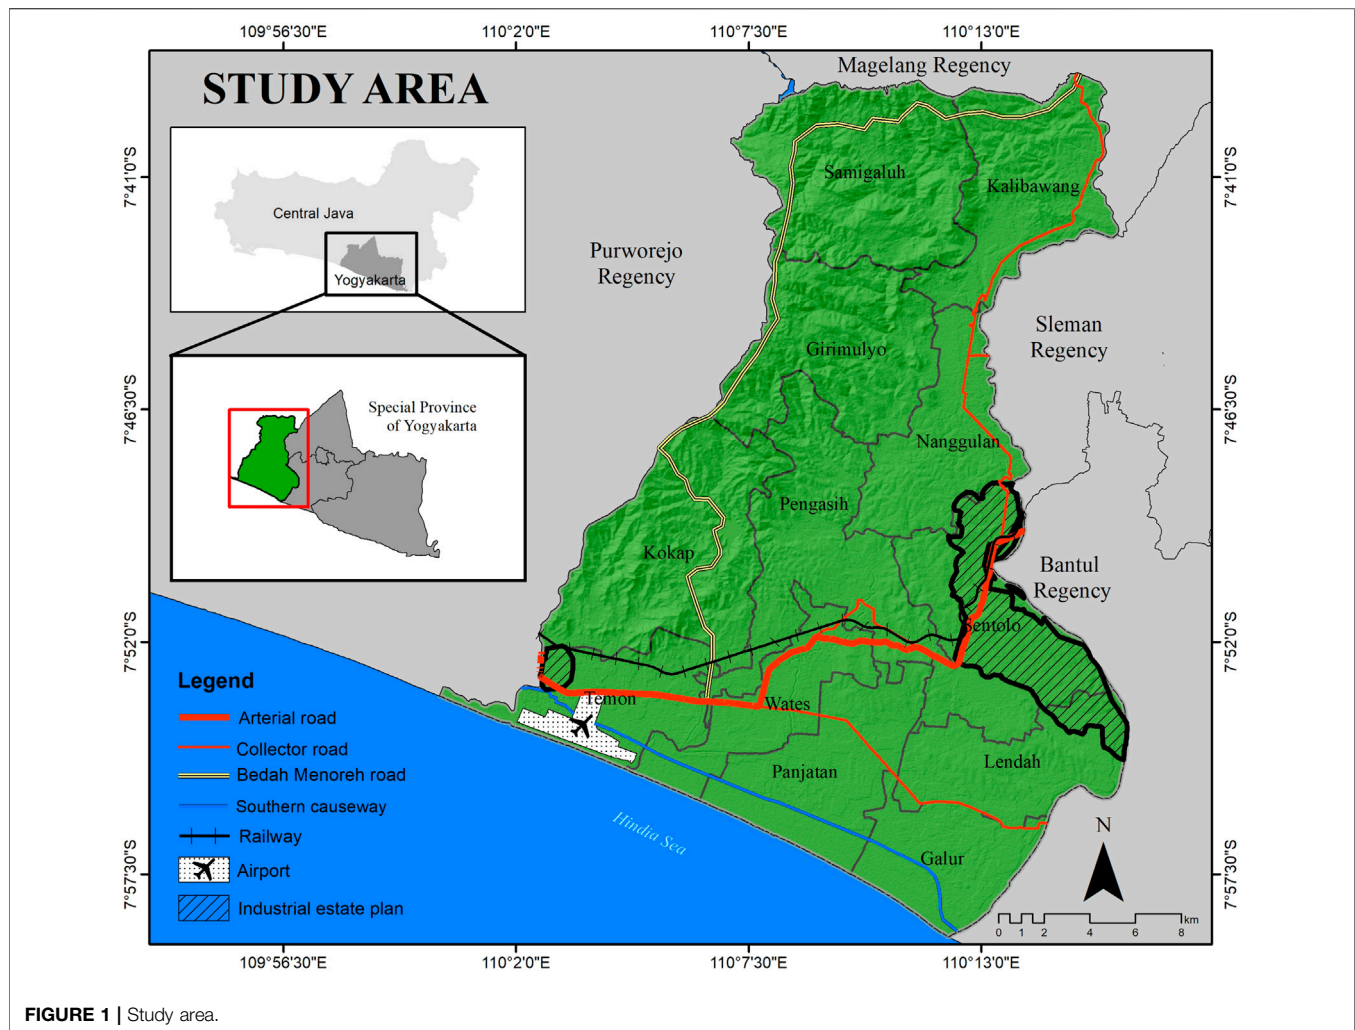 109°56'30"E 110°2'0"E 110°7'30"E 110°13'0"E
STUDY AREA
Magelang Regency
7°41'0"S
7°41'0"S
Samigaluh
Kalibawang
Central Java
Yogyakarta
Purworejo
Regency
Sleman
Regency
Girimulyo
Special Province
of Yogyakarta
7°46'30"S
7°46'30"S
Nanggulan
Pengasih
Kokap
Bantul
Regency
Sentolo
7°52'0"S
7°52'0"S
Temon
Wates
Panjatan
Lendah
Galur
Hindia Sea
Legend
Arterial road
Collector road
Bedah Menoreh road
Southern causeway
Railway
Airport
Industrial estate plan
7°57'30"S
7°57'30"S
N
km
0 1 2 4 6 8
109°56'30"E 110°2'0"E 110°7'30"E 110°13'0"E
FIGURE 1 | Study area.